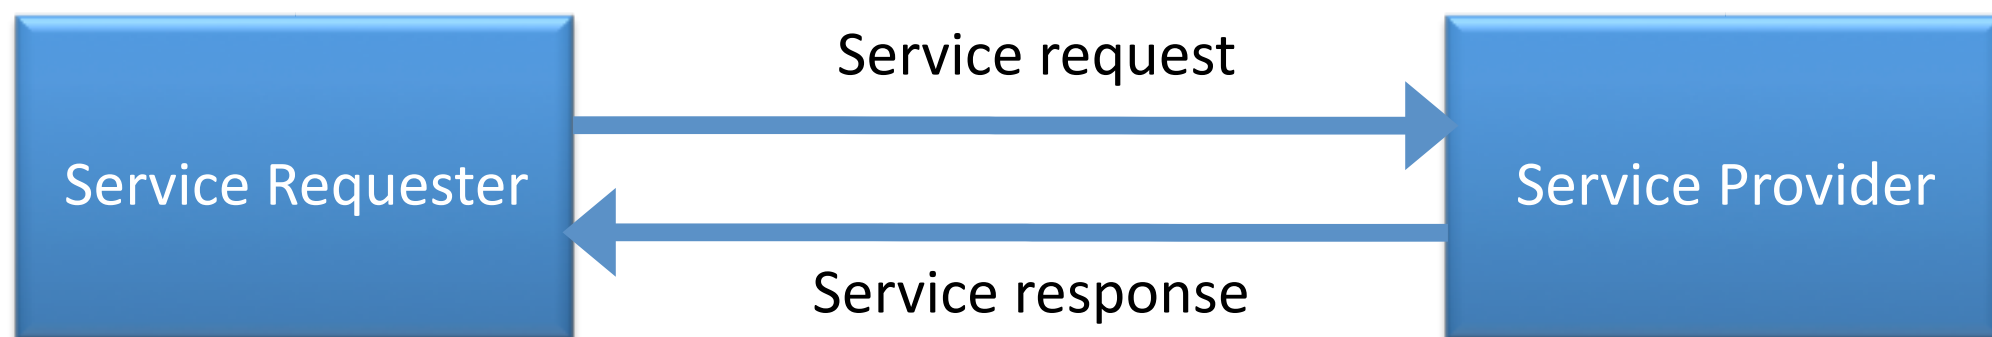 Service request
Service Requester
Service Provider
Service response